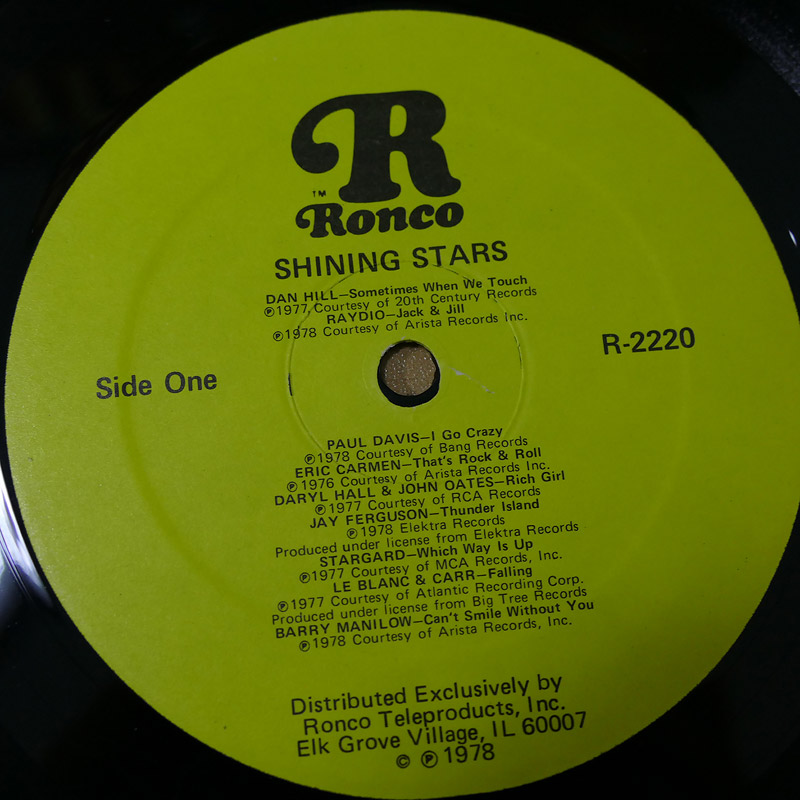 R
TM
Ronco
SHINING STARS
DAN HILL—Sometimes When We Touch
℗1977 Courtesy of 20th Century Records
RAYDIO—Jack & Jill
℗1978 Courtesy of Arista Records Inc.
Side One
R-2220
PAUL DAVIS—I Go Crazy
℗1978 Courtesy of Bang Records
ERIC CARMEN—That's Rock & Roll
℗1976 Courtesy of Arista Records Inc.
DARYL HALL & JOHN OATES—Rich Girl
℗1977 Courtesy of RCA Records
JAY FERGUSON—Thunder Island
℗1978 Elektra Records
Produced under license from Elektra Records
STARGARD—Which Way Is Up
℗1977 Courtesy of MCA Records, Inc.
LE BLANC & CARR—Falling
℗1977 Courtesy of Atlantic Recording Corp.
Produced under license from Big Tree Records
BARRY MANILOW—Can't Smile Without You
℗1978 Courtesy of Arista Records, Inc.
Distributed Exclusively by
Ronco Teleproducts, Inc.
Elk Grove Village, IL 60007
© ℗ 1978